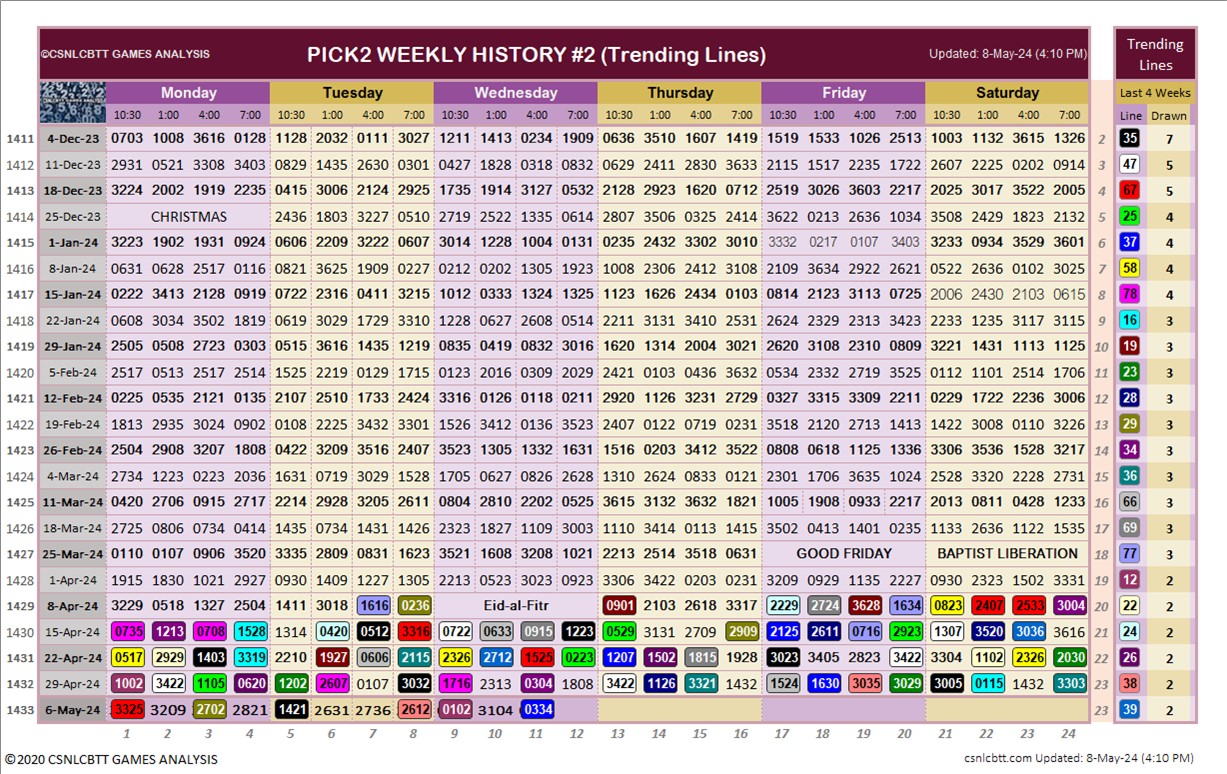 ©CSNLCBTT GAMES ANALYSIS PICK2 WEEKLY HISTORY #2 (Trending Lines) Updated: 8-May-24 (4:10 PM) Trending Lines
Monday Tuesday Wednesday Thursday Friday Saturday Last 4 Weeks
10:30 1:00 4:00 7:00 10:30 1:00 4:00 7:00 10:30 1:00 4:00 7:00 10:30 1:00 4:00 7:00 10:30 1:00 4:00 7:00 10:30 1:00 4:00 7:00 Line Drawn
1411 4-Dec-23 0703 1008 3616 0128 1128 2032 0111 3027 1211 1413 0234 1909 0636 3510 1607 1419 1519 1533 1026 2513 1003 1132 3615 1326 2 35 7
1412 11-Dec-23 2931 0521 3308 3403 0829 1435 2630 0301 0427 1828 0318 0832 0629 2411 2830 3633 2115 1517 2235 1722 2607 2225 0202 0914 3 47 5
1413 18-Dec-23 3224 2002 1919 2235 0415 3006 2124 2925 1735 1914 3127 0532 2128 2923 1620 0712 2519 3026 3603 2217 2025 3017 3522 2005 4 67 5
1414 25-Dec-23 CHRISTMAS 2436 1803 3227 0510 2719 2522 1335 0614 2807 3506 0325 2414 3622 0213 2636 1034 3508 2429 1823 2132 5 25 4
1415 1-Jan-24 3223 1902 1931 0924 0606 2209 3222 0607 3014 1228 1004 0131 0235 2432 3302 3010 3332 0217 0107 3403 3233 0934 3529 3601 6 37 4
1416 8-Jan-24 0631 0628 2517 0116 0821 3625 1909 0227 0212 0202 1305 1923 1008 2306 2412 3108 2109 3634 2922 2621 0522 2636 0102 3025 7 58 4
1417 15-Jan-24 0222 3413 2128 0919 0722 2316 0411 3213 1012 0333 1324 1325 1123 1626 2434 0103 0814 2123 3113 0725 2006 2430 2103 0615 8 78 4
1418 22-Jan-24 0608 3034 3502 1819 0619 3029 1729 3310 1228 0627 2608 0514 2211 3131 3410 2531 2624 2329 2313 3423 2233 1235 3117 3115 9 16 3
1419 29-Jan-24 2505 0508 2723 0303 0515 3616 1435 1219 0835 0419 0832 3016 1620 1314 2004 3021 2620 3108 2310 0809 3221 1431 1113 1125 10 19 3
1420 5-Feb-24 2517 0513 2517 2514 1525 2219 0129 1715 0123 2016 0309 2029 2421 0103 0436 3632 0534 2332 2719 3525 0112 1101 2514 1706 11 23 3
1421 12-Feb-24 0225 0535 2121 0135 2107 2510 1733 2424 3316 0126 0118 0211 2920 1126 3231 2729 0327 3315 3309 2211 0229 1722 2236 3006 12 28 3
1422 19-Feb-24 1813 2935 3024 0902 0108 2225 3432 3301 1526 3412 0136 3523 2407 0122 0719 0231 3518 2120 2713 2413 1422 3008 0110 3226 13 29 3
1423 26-Feb-24 2504 2908 3207 1808 0422 3209 3516 2407 3523 1305 1332 1631 1516 0203 3412 3522 0808 0618 1125 1336 3306 3536 1528 3217 14 34 3
1424 4-Mar-24 2734 1223 0223 2036 1631 0719 3029 1523 1705 0627 0826 2628 1310 2624 0833 0121 2301 1706 3635 1024 2528 3320 2228 2731 15 36 3
1425 11-Mar-24 0420 2706 0915 2717 2214 2928 3205 2611 0804 2810 2202 0525 3615 3132 3632 1821 1005 1908 0933 2217 2013 0811 0428 1233 16 66 3
1426 18-Mar-24 2725 0806 0734 0414 1435 0734 1431 1426 2323 1827 1109 3003 1110 3414 0113 1415 3502 0413 1401 0235 1133 2636 1122 1535 17 69 3
1427 25-Mar-24 0110 0107 0906 3520 3335 2809 0831 1623 3521 1608 3208 1021 2213 2514 3518 0631 GOOD FRIDAY BAPTIST LIBERATION 18 77 3
1428 1-Apr-24 1915 1830 1021 2927 0930 1409 1227 1305 2213 0523 3023 0923 3306 3422 0203 0231 3209 0929 1135 2227 0930 2323 1502 3331 19 12 2
1429 8-Apr-24 3229 0518 1327 2504 1411 3018 1616 0236 Eid-al-Fitr 0901 2103 2618 3317 2229 2724 3628 1634 0823 2407 2533 3004 20 22 2
1430 15-Apr-24 0735 1213 0708 1528 1314 0420 0512 3316 0722 0633 0915 1223 0529 3131 2709 2909 2125 2611 0716 2923 1307 3520 3036 3616 21 24 2
1431 22-Apr-24 0517 2929 1403 3319 2210 1927 0606 2115 2326 2712 1525 0223 1207 1502 1815 1928 3023 3405 2823 3422 3304 1102 2326 2030 22 26 2
1432 29-Apr-24 1002 3422 1105 0620 1202 2607 0107 3032 1716 2313 0304 1808 3422 1126 3321 1432 1524 1630 3035 3029 3005 0115 1432 3303 23 38 2
1433 6-May-24 3325 3209 2702 2821 1421 2631 2736 2612 0102 3104 0334 23 39 2
1 2 3 4 5 6 7 8 9 10 11 12 13 14 15 16 17 18 19 20 21 22 23 24
©2020 CSNLCBTT GAMES ANALYSIS csnlcbtt.com Updated: 8-May-24 (4:10 PM)